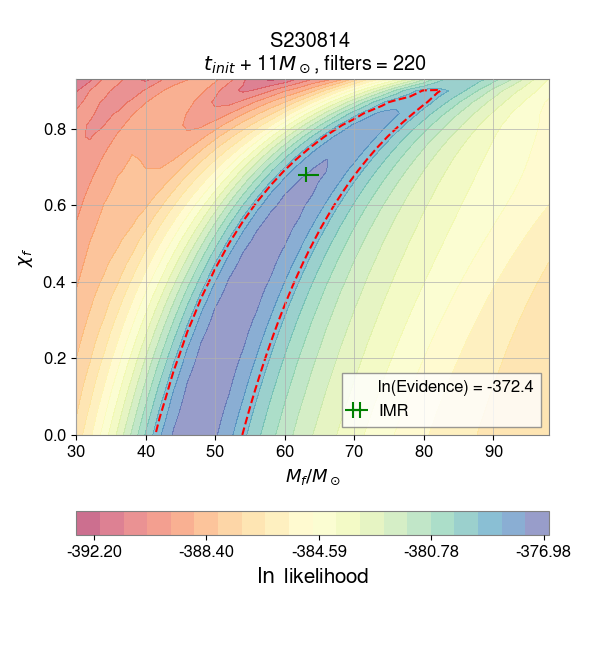 S230814
t_init + 11M_⊙, filters = 220
χ_f
0.8
0.6
0.4
0.2
0.0
30 40 50 60 70 80 90
M_f/M_⊙
ln(Evidence) = -372.4
IMR
-392.20 -388.40 -384.59 -380.78 -376.98
ln likelihood